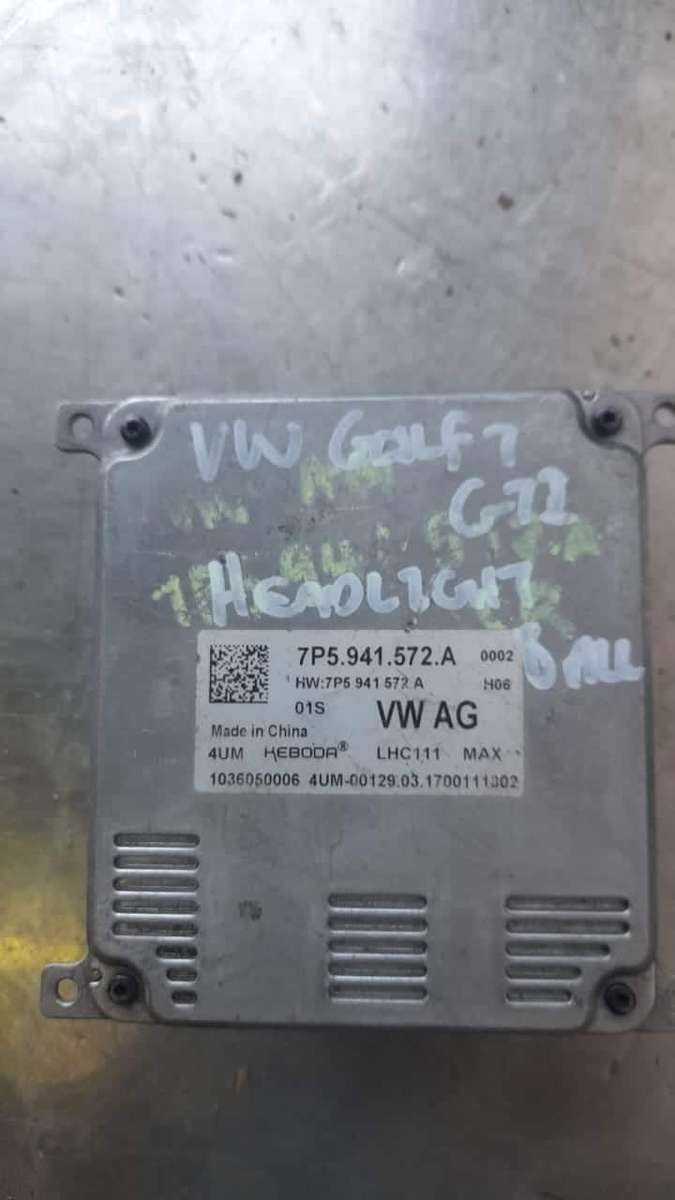 VW GOLF 7
GTI
HEADLIGHT
BALL
7P5.941.572.A 0002
HW:7P5 941 572 A H06
01S VW AG
Made in China
4UM KEBODA® LHC111 MAX
1036050006 4UM-00129.03.1700111302